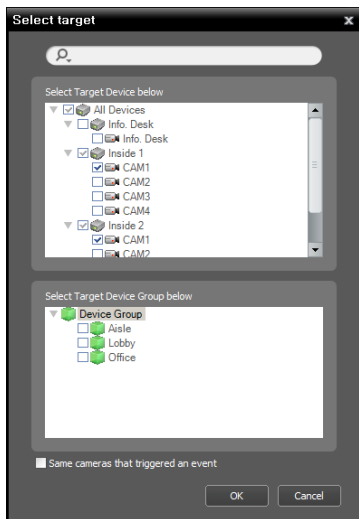 Select target
x
Select Target Device below
All Devices
Info. Desk
Info. Desk
Inside 1
CAM1
CAM2
CAM3
CAM4
Inside 2
CAM1
CAM2
Select Target Device Group below
Device Group
Aisle
Lobby
Office
Same cameras that triggered an event
OK Cancel